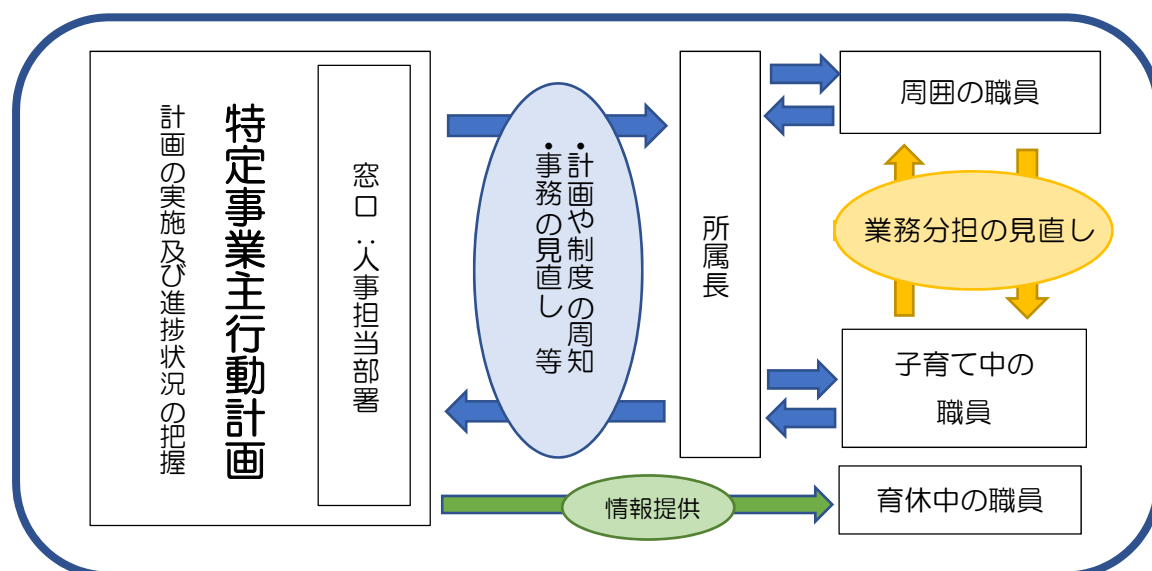 特定事業主行動計画
計画の実施及び進捗状況の把握
窓口：人事担当部署
・計画や制度の周知
・事務の見直し　等
所属長
周囲の職員
業務分担の見直し
子育て中の
職員
情報提供
育休中の職員